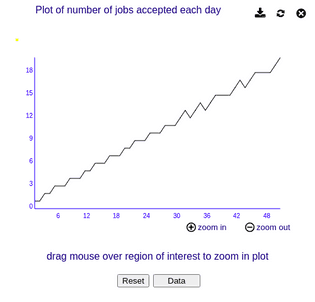 Plot of number of jobs accepted each day
18
15
12
9
6
3
0
6 12 18 24 30 36 42 48
zoom in zoom out
drag mouse over region of interest to zoom in plot
Reset Data